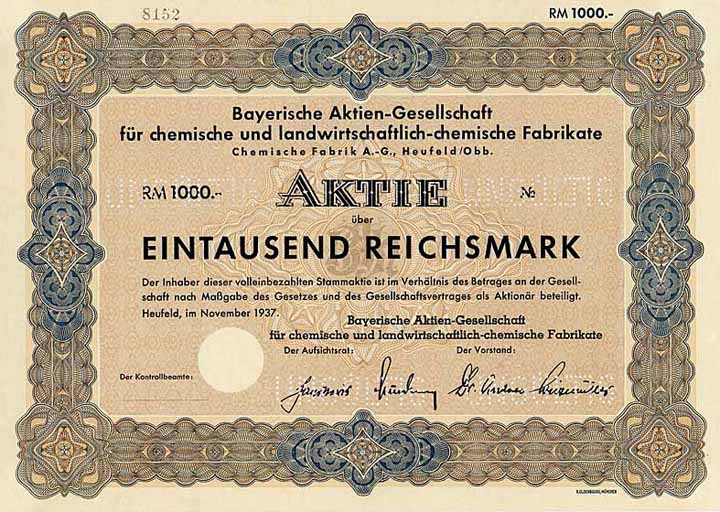 8152
RM 1000.-
Bayerische Aktien-Gesellschaft
für chemische und landwirtschaftlich-chemische Fabrikate
Chemische Fabrik A.-G., Heufeld/Obb.
RM 1000.- AKTIE №
über
EINTAUSEND REICHSMARK
Der Inhaber dieser volleinbezahlten Stammaktie ist im Verhältnis des Betrages an der Gesell-
schaft nach Maßgabe des Gesetzes und des Gesellschaftsvertrages als Aktionär beteiligt.
Heufeld, im November 1937.
Bayerische Aktien-Gesellschaft
für chemische und landwirtschaftlich-chemische Fabrikate
Der Aufsichtsrat: Der Vorstand:
Der Kontrollbeamte:
R. OLDENBOURG, MÜNCHEN